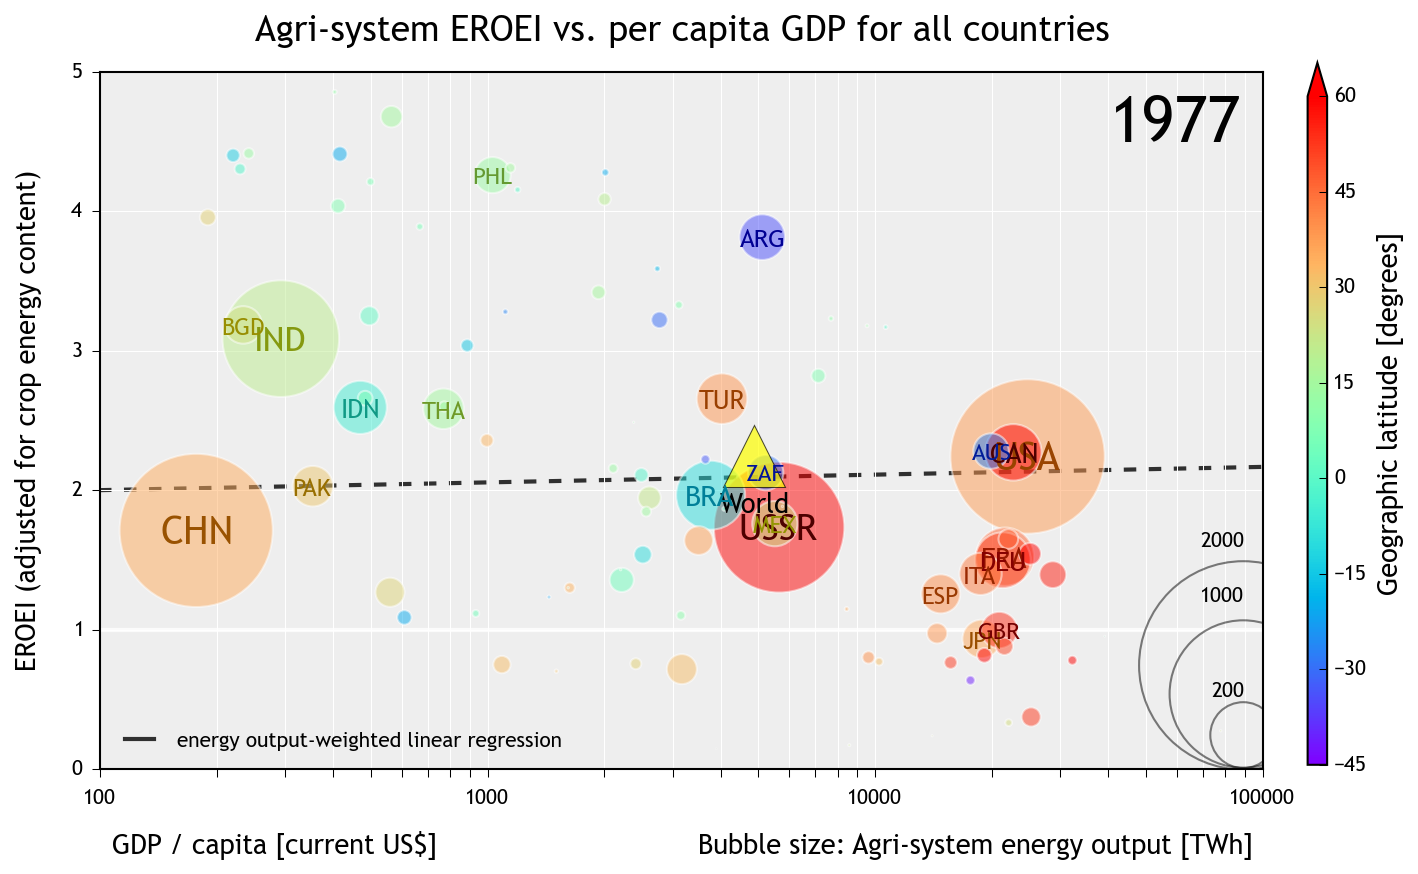 Agri-system EROEI vs. per capita GDP for all countries
1977
EROEI (adjusted for crop energy content)
5
4
3
2
1
0
PHL
ARG
BGD
IND
IDN
THA
TUR
AUS
CAN
USA
ZAF
PAK
BRA
World
CHN
MEX
USSR
FRA
DEU
ITA
ESP
GBR
JPN
2000
1000
200
energy output-weighted linear regression
100
1000
10000
100000
GDP / capita [current US$]
Bubble size: Agri-system energy output [TWh]
60
45
30
15
0
−15
−30
−45
Geographic latitude [degrees]